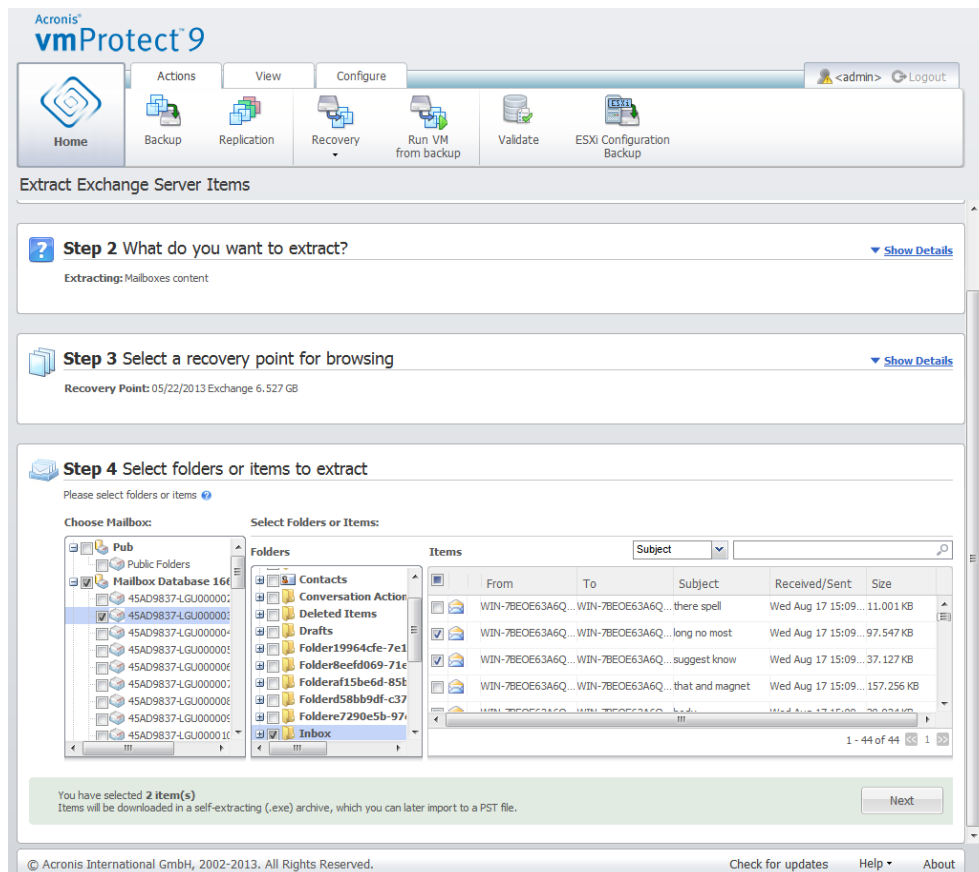 Acronis®
vmProtect™ 9
Actions View Configure
<admin> Logout
Home
Backup
Replication
Recovery
Run VM from backup
Validate
ESXi
ESXi Configuration Backup
Extract Exchange Server Items
Step 2 What do you want to extract?
Show Details
Extracting: Mailboxes content
Step 3 Select a recovery point for browsing
Show Details
Recovery Point: 05/22/2013 Exchange 6.527 GB
Step 4 Select folders or items to extract
Please select folders or items
Choose Mailbox:
Pub
Public Folders
Mailbox Database 166
45AD9837-LGU000002
45AD9837-LGU000003
45AD9837-LGU000004
45AD9837-LGU000005
45AD9837-LGU000006
45AD9837-LGU000007
45AD9837-LGU000008
45AD9837-LGU000009
45AD9837-LGU00001
Select Folders or Items:
Folders
Contacts
Conversation Action
Deleted Items
Drafts
Folder19964cfe-7e1
Folder8eefd069-71e
Folderaf15be6d-85b
Folderd58bb9df-c37
Foldere7290e5b-97
Inbox
Items
Subject
From To Subject Received/Sent Size
WIN-7BEOE63A6Q... WIN-7BEOE63A6Q... there spell Wed Aug 17 15:09... 11.001 KB
WIN-7BEOE63A6Q... WIN-7BEOE63A6Q... long no most Wed Aug 17 15:09... 97.547 KB
WIN-7BEOE63A6Q... WIN-7BEOE63A6Q... suggest know Wed Aug 17 15:09... 37.127 KB
WIN-7BEOE63A6Q... WIN-7BEOE63A6Q... that and magnet Wed Aug 17 15:09... 157.256 KB
1 - 44 of 44 1
You have selected 2 item(s)
Items will be downloaded in a self-extracting (.exe) archive, which you can later import to a PST file.
Next
© Acronis International GmbH, 2002-2013. All Rights Reserved.
Check for updates Help About